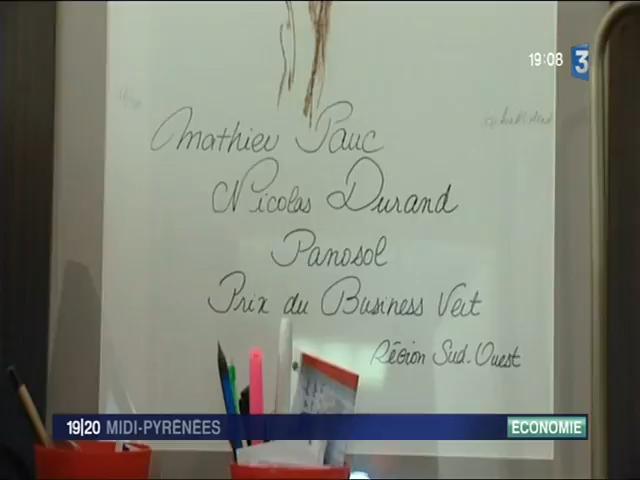 19:08 3
Mathieu Pauc
Nicolas Durand
Panosol
Prix du Business Vert
Région Sud-Ouest
19|20 MIDI-PYRÉNÉES
ÉCONOMIE